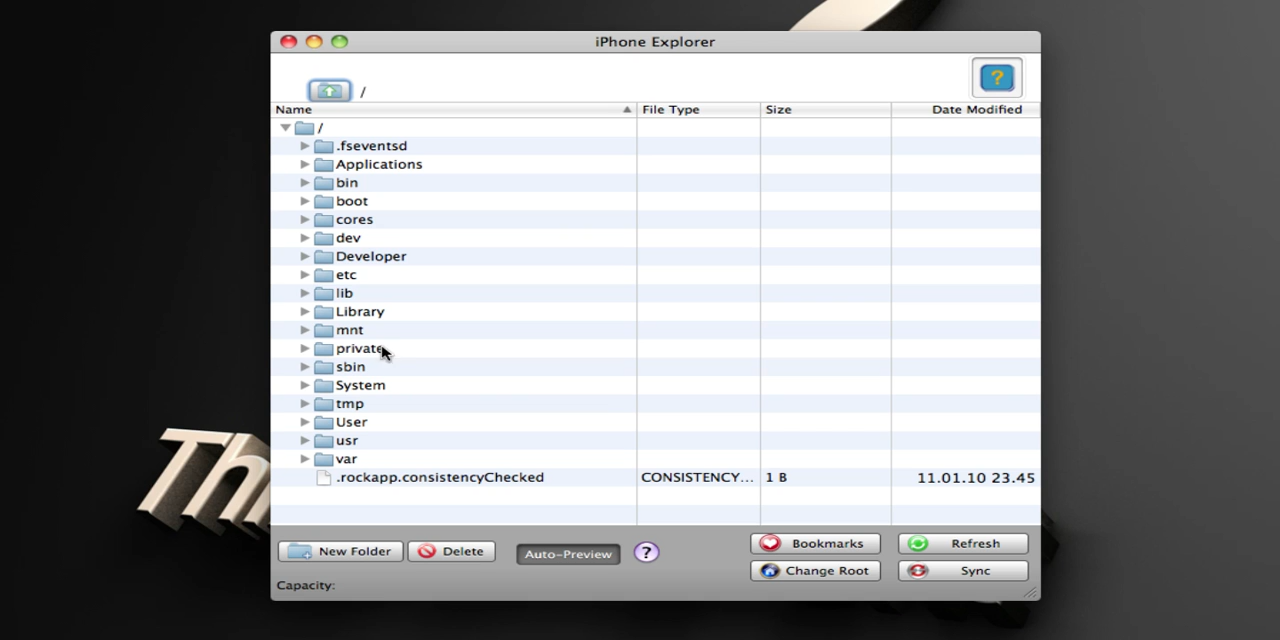 iPhone Explorer
/
Name File Type Size Date Modified
/
.fseventsd
Applications
bin
boot
cores
dev
Developer
etc
lib
Library
mnt
private
sbin
System
tmp
User
usr
var
.rockapp.consistencyChecked CONSISTENCY... 1 B 11.01.10 23.45
New Folder Delete Auto-Preview ? Bookmarks Refresh
Change Root Sync
Capacity:
Th